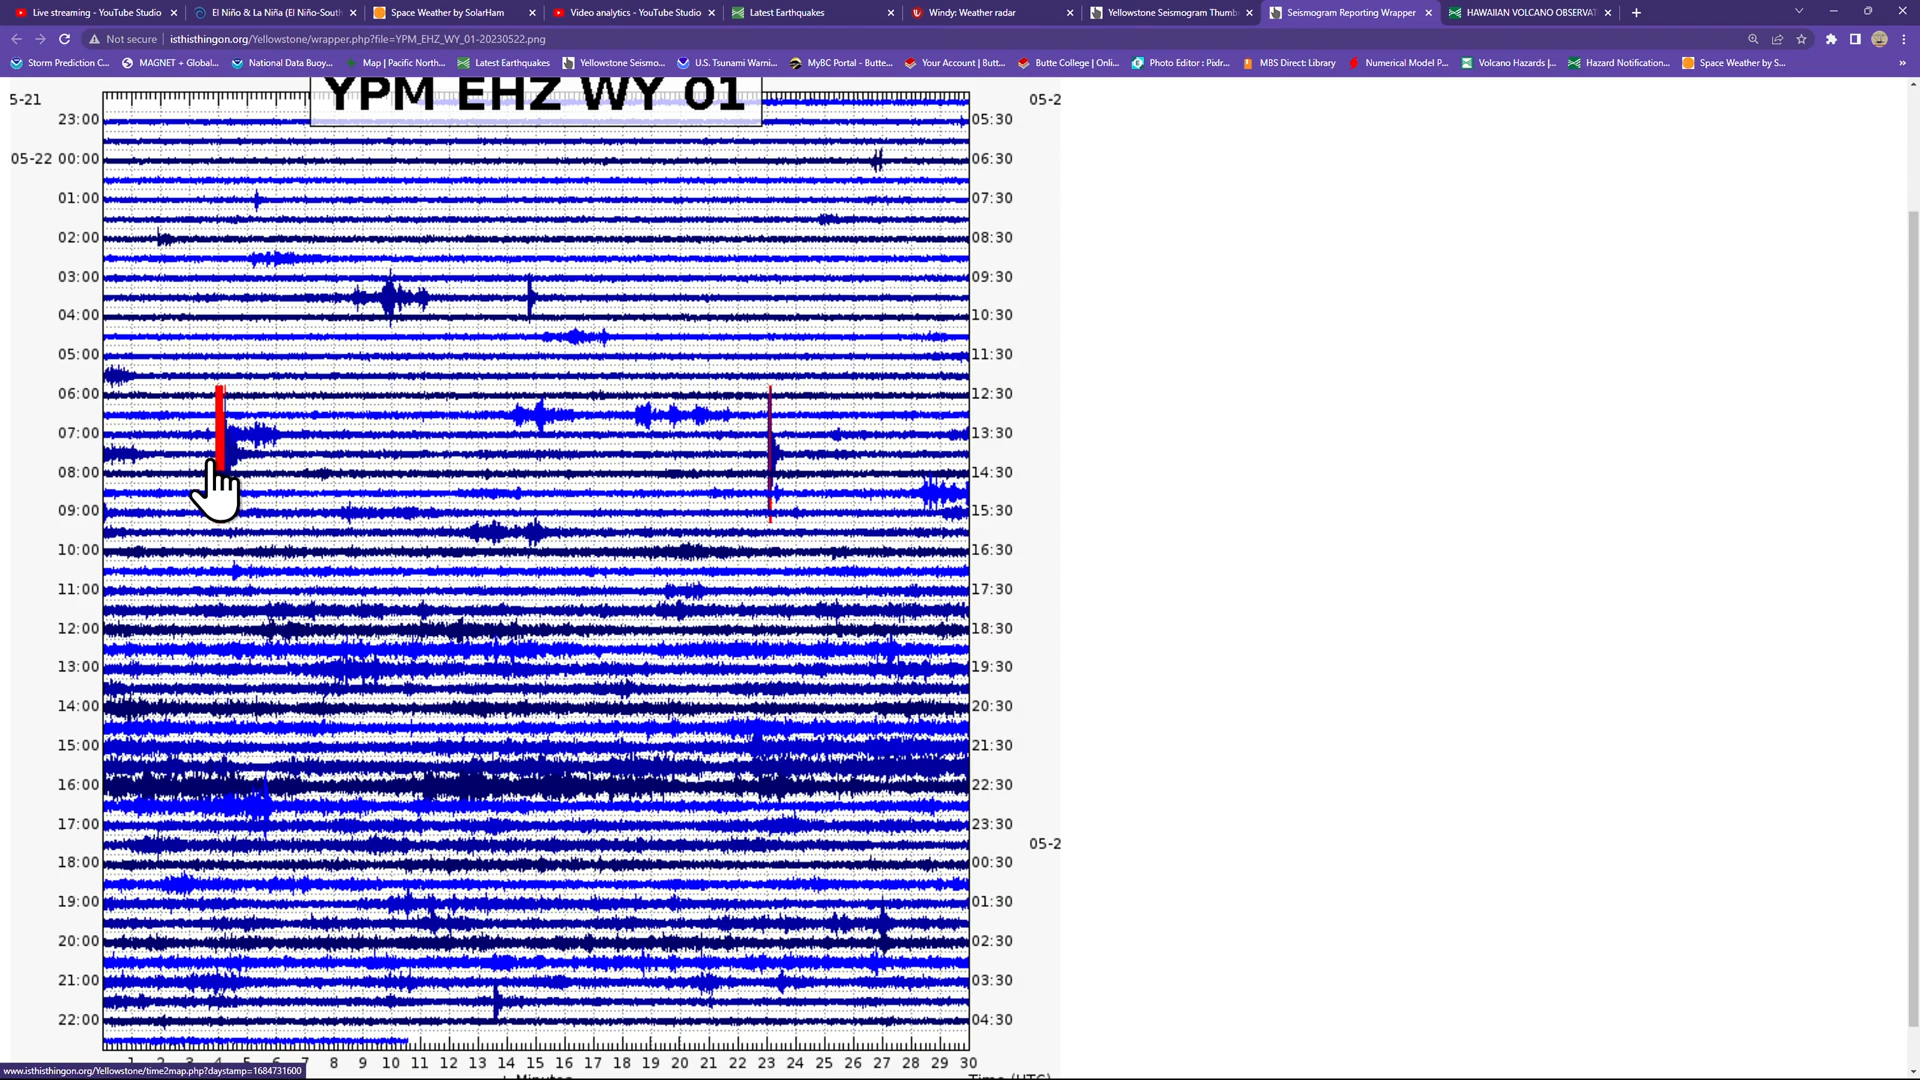 Live streaming - YouTube Studio
El Niño & La Niña (El Niño-South
Space Weather by SolarHam
Video analytics - YouTube Studio
Latest Earthquakes
Windy: Weather radar
Yellowstone Seismogram Thumb
Seismogram Reporting Wrapper
HAWAIIAN VOLCANO OBSERVAT
Not secure
isthisthingon.org/Yellowstone/wrapper.php?file=YPM_EHZ_WY_01-20230522.png
Storm Prediction C...
MAGNET + Global...
National Data Buoy...
Map | Pacific North...
Latest Earthquakes
Yellowstone Seismo...
U.S. Tsunami Warni...
MyBC Portal - Butte...
Your Account | Butt...
Butte College | Onli...
Photo Editor : Pixlr...
MBS Direct Library
Numerical Model P...
Volcano Hazards |...
Hazard Notification...
Space Weather by S...
YPM EHZ WY 01
5-21
05-2
23:00
05:30
05-22 00:00
06:30
01:00
07:30
02:00
08:30
03:00
09:30
04:00
10:30
05:00
11:30
06:00
12:30
07:00
13:30
08:00
14:30
09:00
15:30
10:00
16:30
11:00
17:30
12:00
18:30
13:00
19:30
14:00
20:30
15:00
21:30
16:00
22:30
17:00
23:30
05-2
18:00
00:30
19:00
01:30
20:00
02:30
21:00
03:30
22:00
04:30
1 2 3 4 5 6 7 8 9 10 11 12 13 14 15 16 17 18 19 20 21 22 23 24 25 26 27 28 29 30
www.isthisthingon.org/Yellowstone/time2map.php?daystamp=1684731600
+ Minutes
Time (UTC)